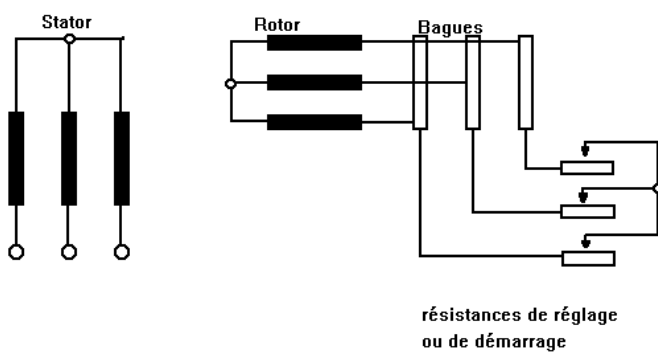 Stator
Rotor
Bagues
résistances de réglage
ou de démarrage